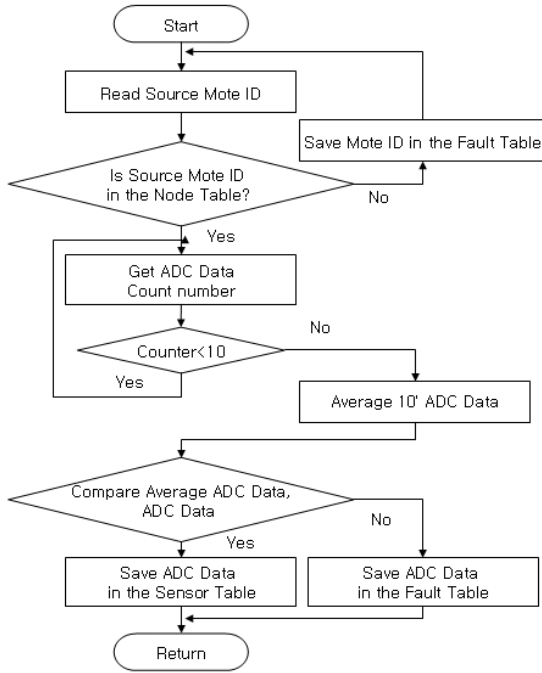 Start
Read Source Mote ID
Save Mote ID in the Fault Table
Is Source Mote ID
in the Node Table?
No
Yes
Get ADC Data
Count number
No
Counter<10
Yes
Average 10' ADC Data
Compare Average ADC Data,
ADC Data
No
Yes
Save ADC Data
in the Sensor Table
Save ADC Data
in the Fault Table
Return